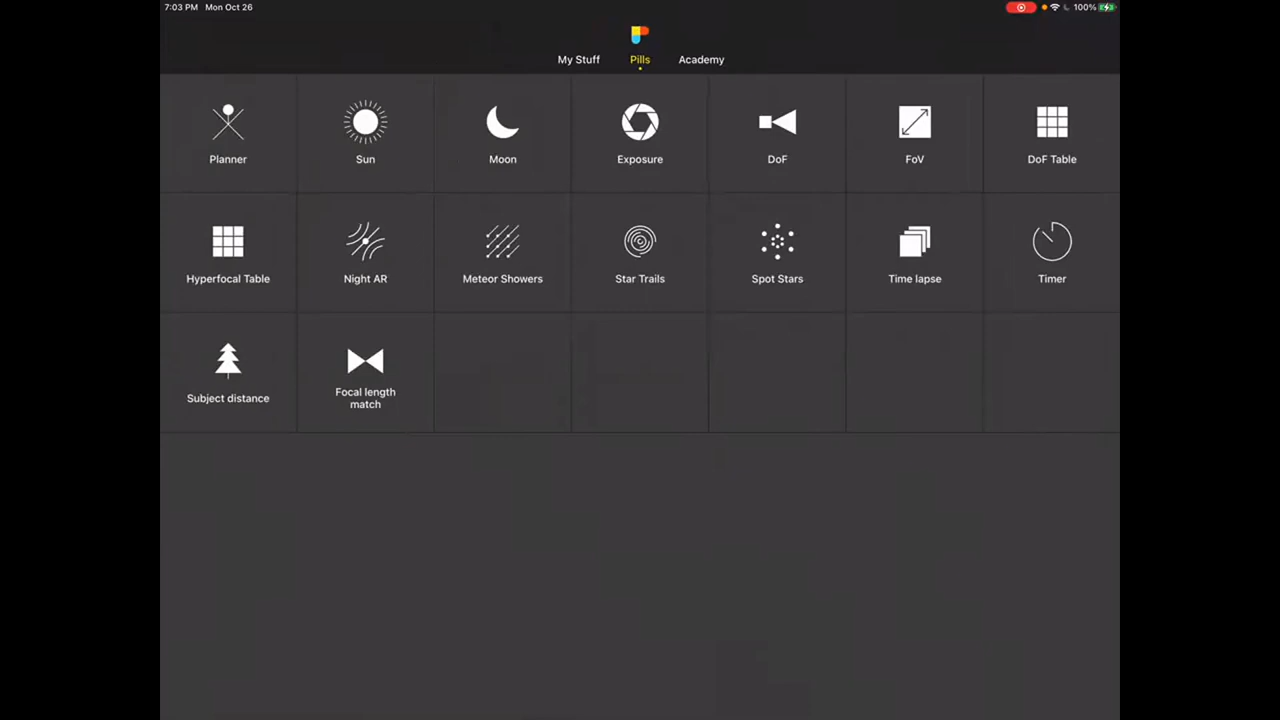 7:03 PM Mon Oct 26
100%
My Stuff Pills Academy
Planner Sun Moon Exposure DoF FoV DoF Table
Hyperfocal Table Night AR Meteor Showers Star Trails Spot Stars Time lapse Timer
Subject distance Focal length
match